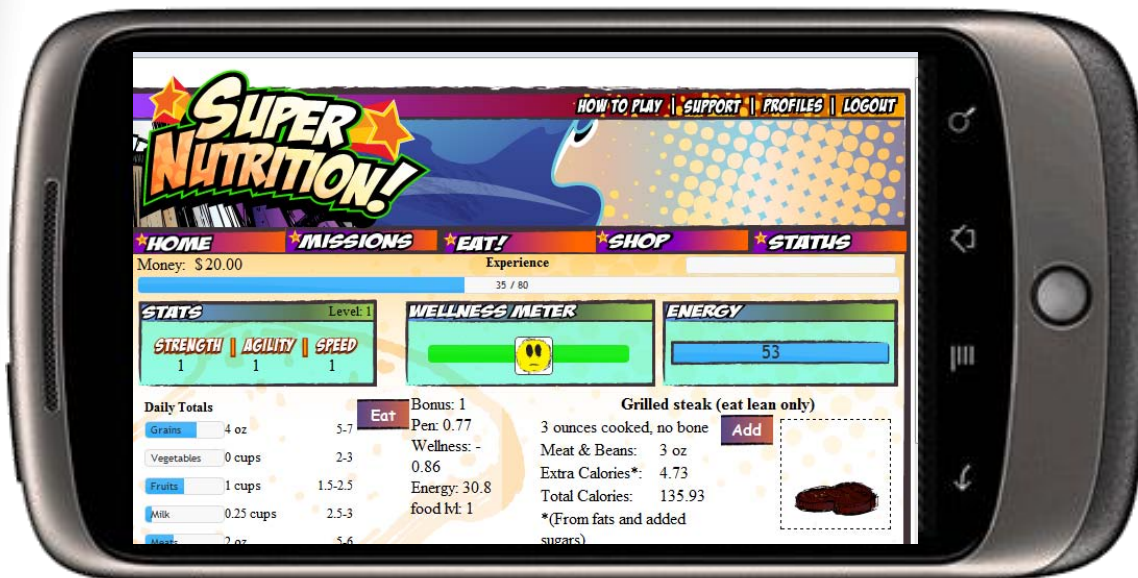 SUPER
NUTRITION!
HOW TO PLAY | SUPPORT | PROFILES | LOGOUT
HOME MISSIONS EAT! SHOP STATUS
Money: $20.00 Experience
35 / 80
STATS Level: 1
STRENGTH | AGILITY | SPEED
1 1 1
WELLNESS METER
ENERGY
53
Daily Totals
Grains 4 oz 5-7
Vegetables 0 cups 2-3
Fruits 1 cups 1.5-2.5
Milk 0.25 cups 2.5-3
Meats 2 oz 5-6
Eat
Bonus: 1
Pen: 0.77
Wellness: -
0.86
Energy: 30.8
food lvl: 1
Grilled steak (eat lean only)
3 ounces cooked, no bone
Add
Meat & Beans: 3 oz
Extra Calories*: 4.73
Total Calories: 135.93
*(From fats and added
sugars)